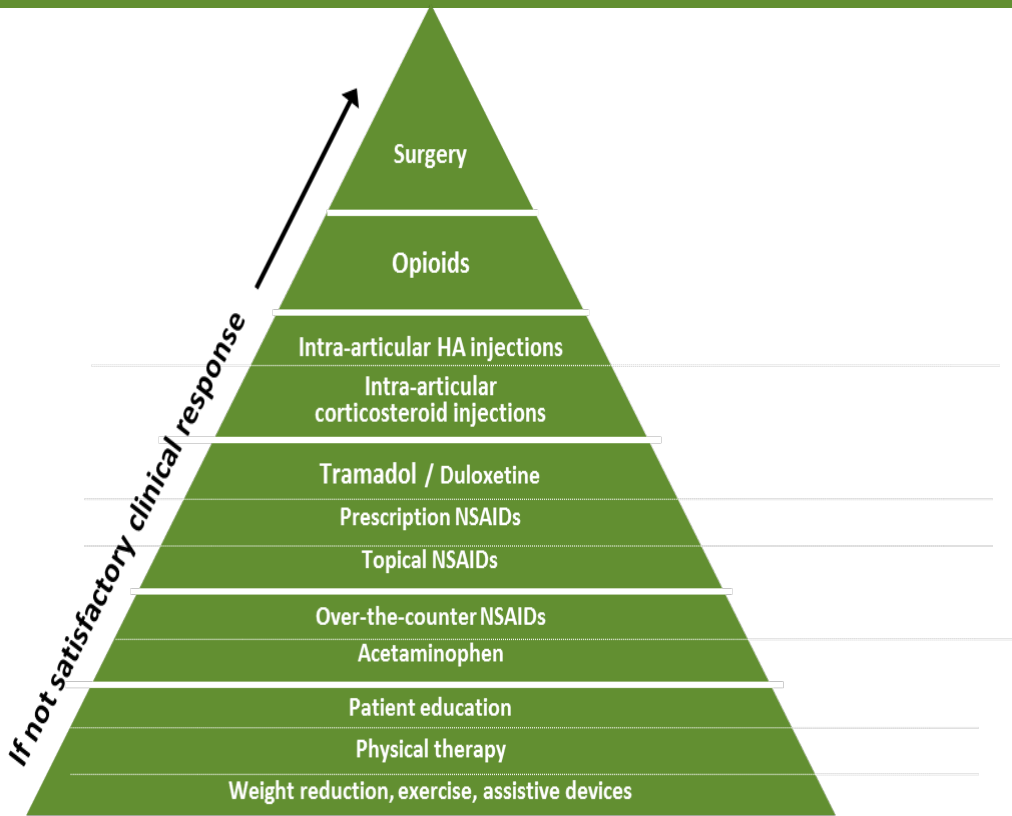 Surgery
Opioids
Intra-articular HA injections
Intra-articular
corticosteroid injections
Tramadol / Duloxetine
Prescription NSAIDs
Topical NSAIDs
Over-the-counter NSAIDs
Acetaminophen
Patient education
Physical therapy
Weight reduction, exercise, assistive devices
If not satisfactory clinical response